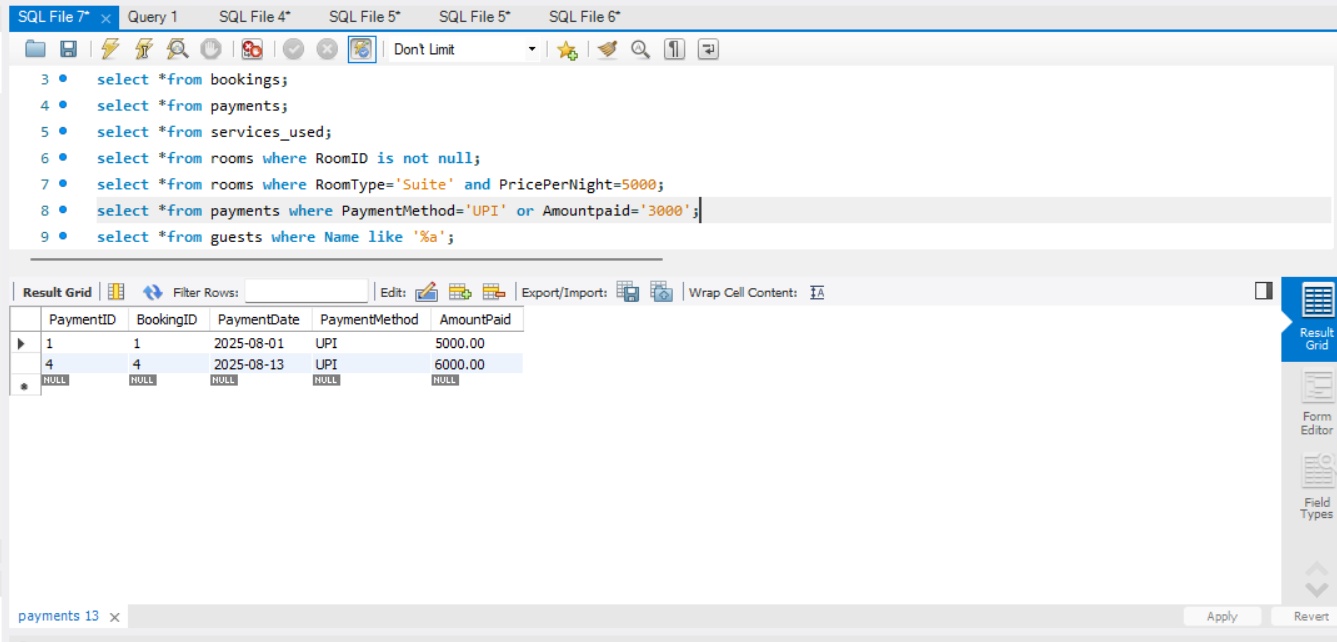 SQL File 7* Query 1 SQL File 4* SQL File 5* SQL File 5* SQL File 6*
Don't Limit
3 select *from bookings;
4 select *from payments;
5 select *from services_used;
6 select *from rooms where RoomID is not null;
7 select *from rooms where RoomType='Suite' and PricePerNight=5000;
8 select *from payments where PaymentMethod='UPI' or Amountpaid='3000';
9 select *from guests where Name like '%a';
Result Grid Filter Rows: Edit: Export/Import: Wrap Cell Content: IA
PaymentID BookingID PaymentDate PaymentMethod AmountPaid
1 1 2025-08-01 UPI 5000.00
4 4 2025-08-13 UPI 6000.00
NULL NULL NULL NULL NULL
Result
Grid
Form
Editor
Field
Types
payments 13 Apply Revert